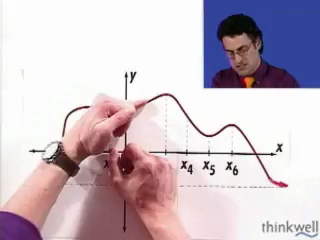 y
x
x₄ x₅ x₆
thinkwell